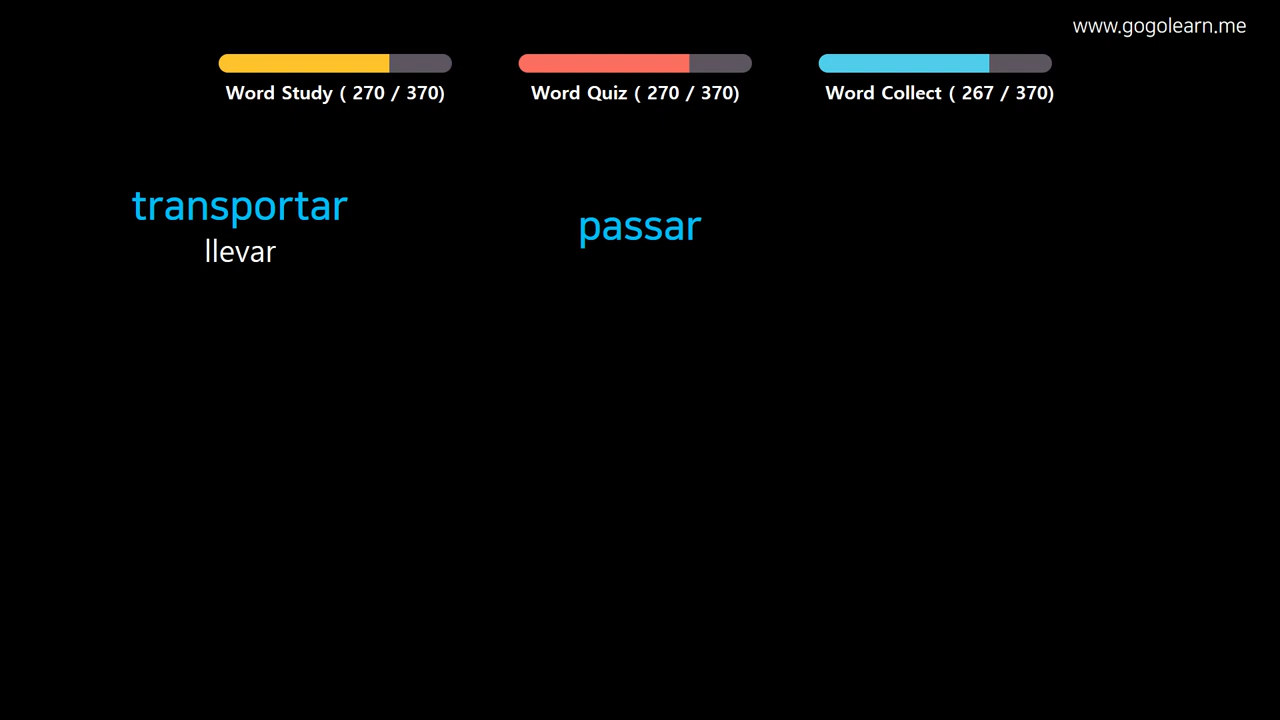 www.gogolearn.me
Word Study ( 270 / 370)
Word Quiz ( 270 / 370)
Word Collect ( 267 / 370)
transportar
llevar
passar